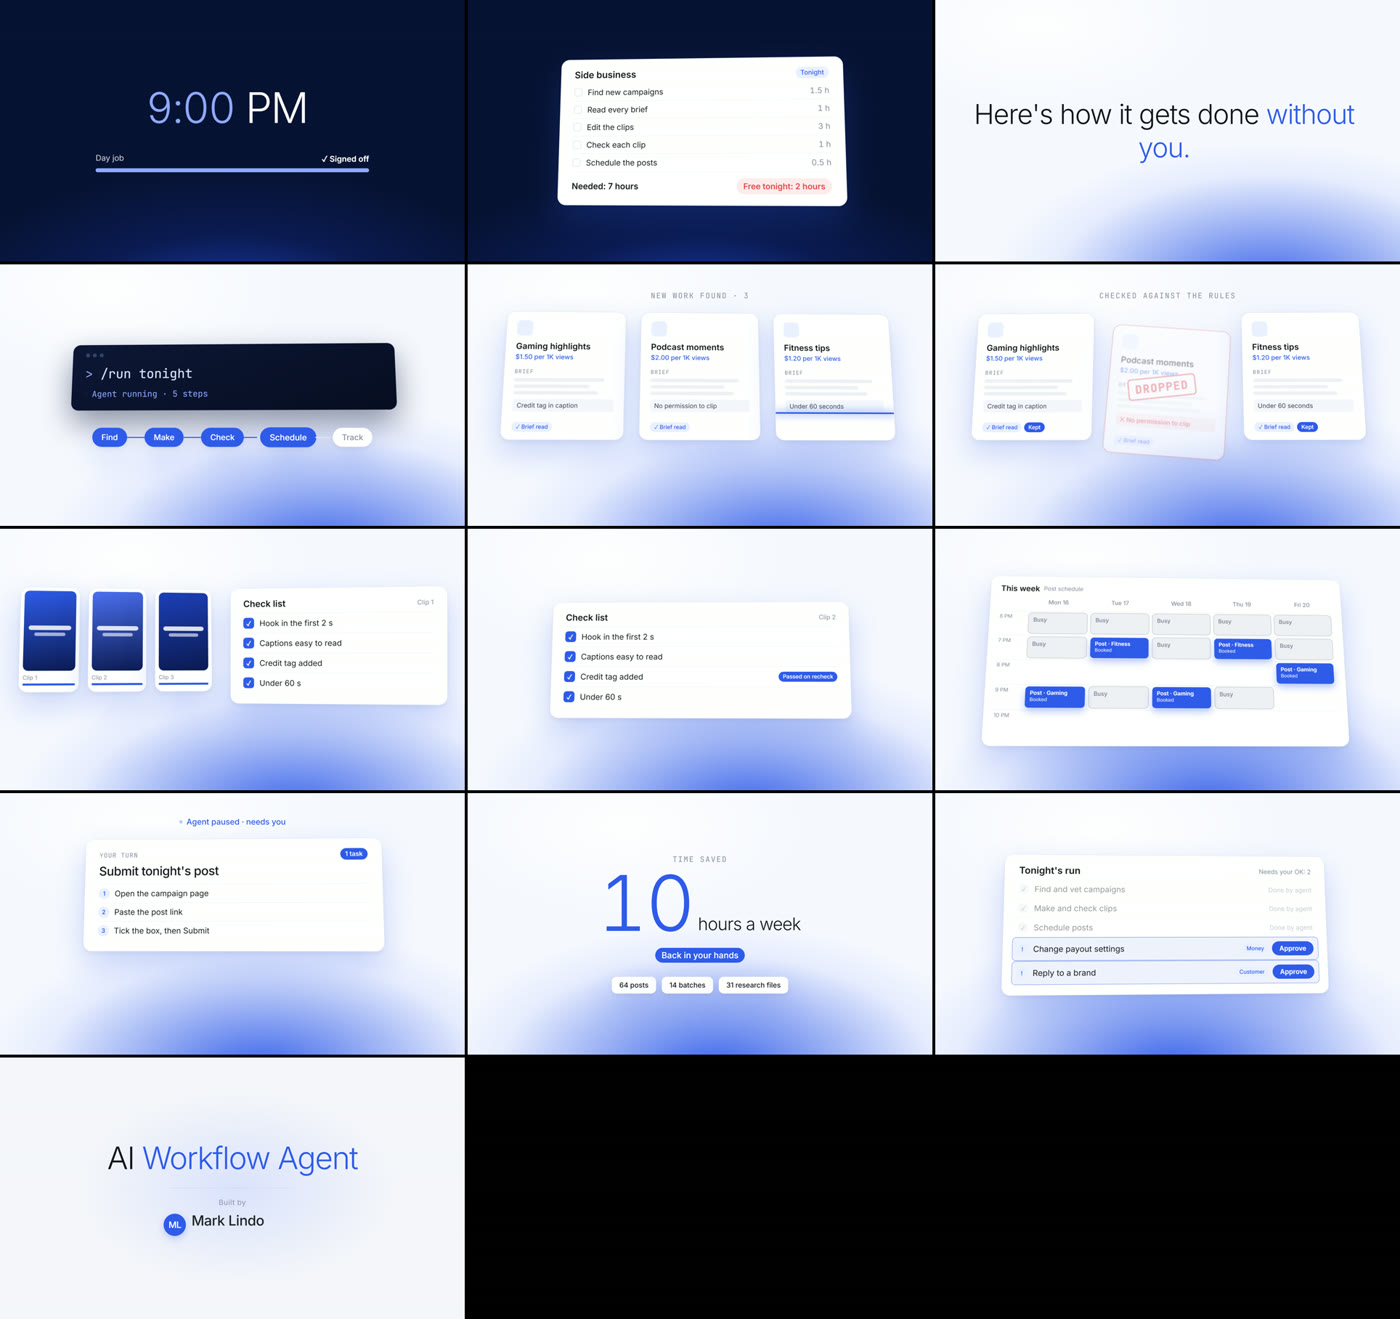 9:00 PM
Day job
✓ Signed off
Side business
Tonight
Find new campaigns
1.5 h
Read every brief
1 h
Edit the clips
3 h
Check each clip
1 h
Schedule the posts
0.5 h
Needed: 7 hours
Free tonight: 2 hours
Here's how it gets done without
you.
> /run tonight
Agent running · 5 steps
Find
Make
Check
Schedule
Track
NEW WORK FOUND · 3
Gaming highlights
$1.50 per 1K views
BRIEF
Credit tag in caption
✓ Brief read
Podcast moments
$2.00 per 1K views
BRIEF
No permission to clip
✓ Brief read
Fitness tips
$1.20 per 1K views
BRIEF
Under 60 seconds
CHECKED AGAINST THE RULES
Gaming highlights
$1.50 per 1K views
BRIEF
Credit tag in caption
✓ Brief read
Kept
Podcast moments
$2.00 per 1K views
DROPPED
✕ No permission to clip
✓ Brief read
Fitness tips
$1.20 per 1K views
BRIEF
Under 60 seconds
✓ Brief read
Kept
Clip 1
Clip 2
Clip 3
Check list
Clip 1
Hook in the first 2 s
Captions easy to read
Credit tag added
Under 60 s
Check list
Clip 2
Hook in the first 2 s
Captions easy to read
Credit tag added
Passed on recheck
Under 60 s
This week
Post schedule
Mon 16
Tue 17
Wed 18
Thu 19
Fri 20
6 PM
Busy
Busy
Busy
Busy
Busy
7 PM
Busy
Post · Fitness
Booked
Busy
Post · Fitness
Booked
Busy
8 PM
Post · Gaming
Booked
9 PM
Post · Gaming
Booked
Busy
Post · Gaming
Booked
Busy
10 PM
Agent paused · needs you
YOUR TURN
1 task
Submit tonight's post
1 Open the campaign page
2 Paste the post link
3 Tick the box, then Submit
TIME SAVED
10 hours a week
Back in your hands
64 posts
14 batches
31 research files
Tonight's run
Needs your OK: 2
Find and vet campaigns
Done by agent
Make and check clips
Done by agent
Schedule posts
Done by agent
! Change payout settings
Money
Approve
! Reply to a brand
Customer
Approve
AI Workflow Agent
Built by
ML
Mark Lindo